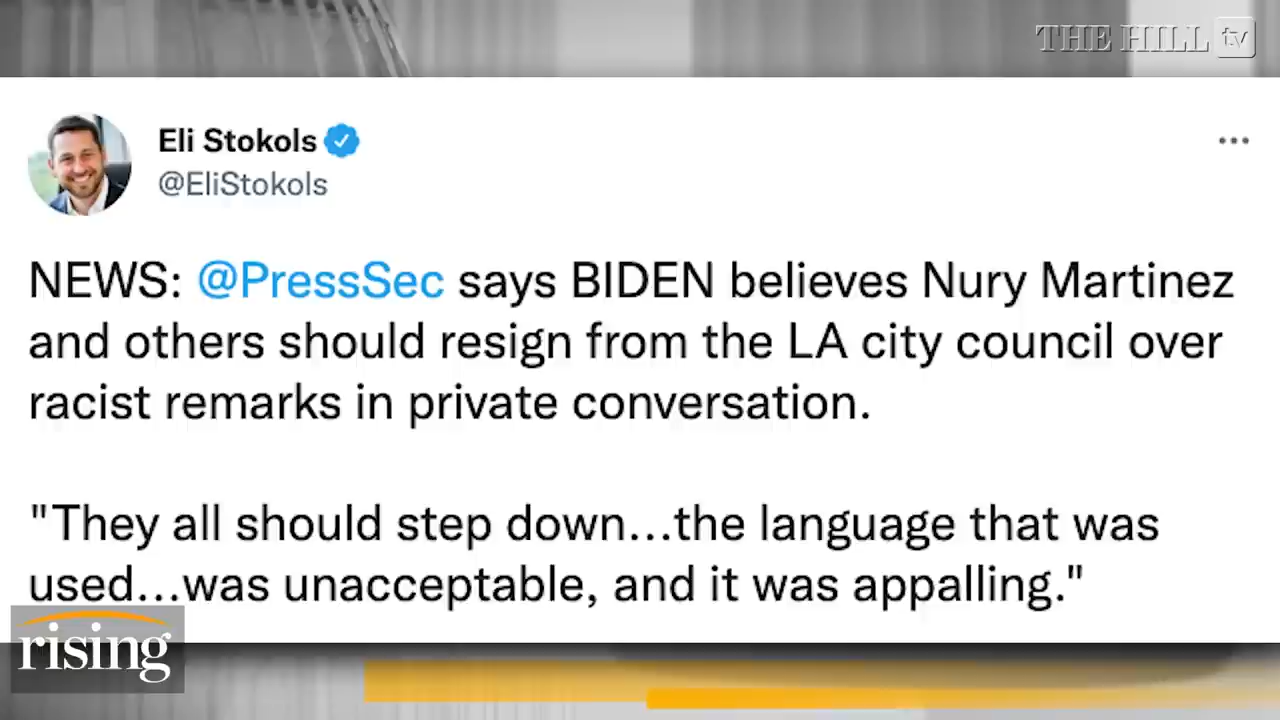 THE HILL tv
Eli Stokols
@EliStokols
NEWS: @PressSec says BIDEN believes Nury Martinez
and others should resign from the LA city council over
racist remarks in private conversation.
"They all should step down...the language that was
used...was unacceptable, and it was appalling."
rising